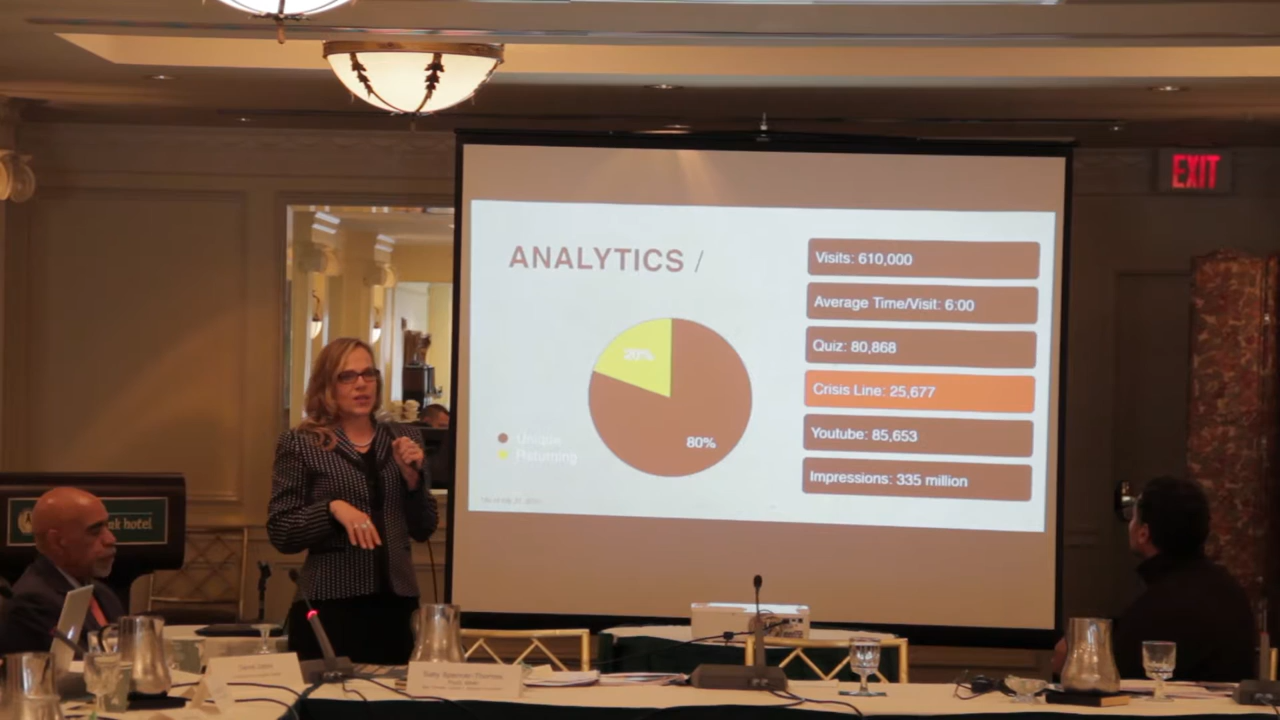 EXIT
ANALYTICS /
20%
80%
Unique
Returning
Visits: 610,000
Average Time/Visit: 6:00
Quiz: 80,868
Crisis Line: 25,677
Youtube: 85,653
Impressions: 335 million
hotel